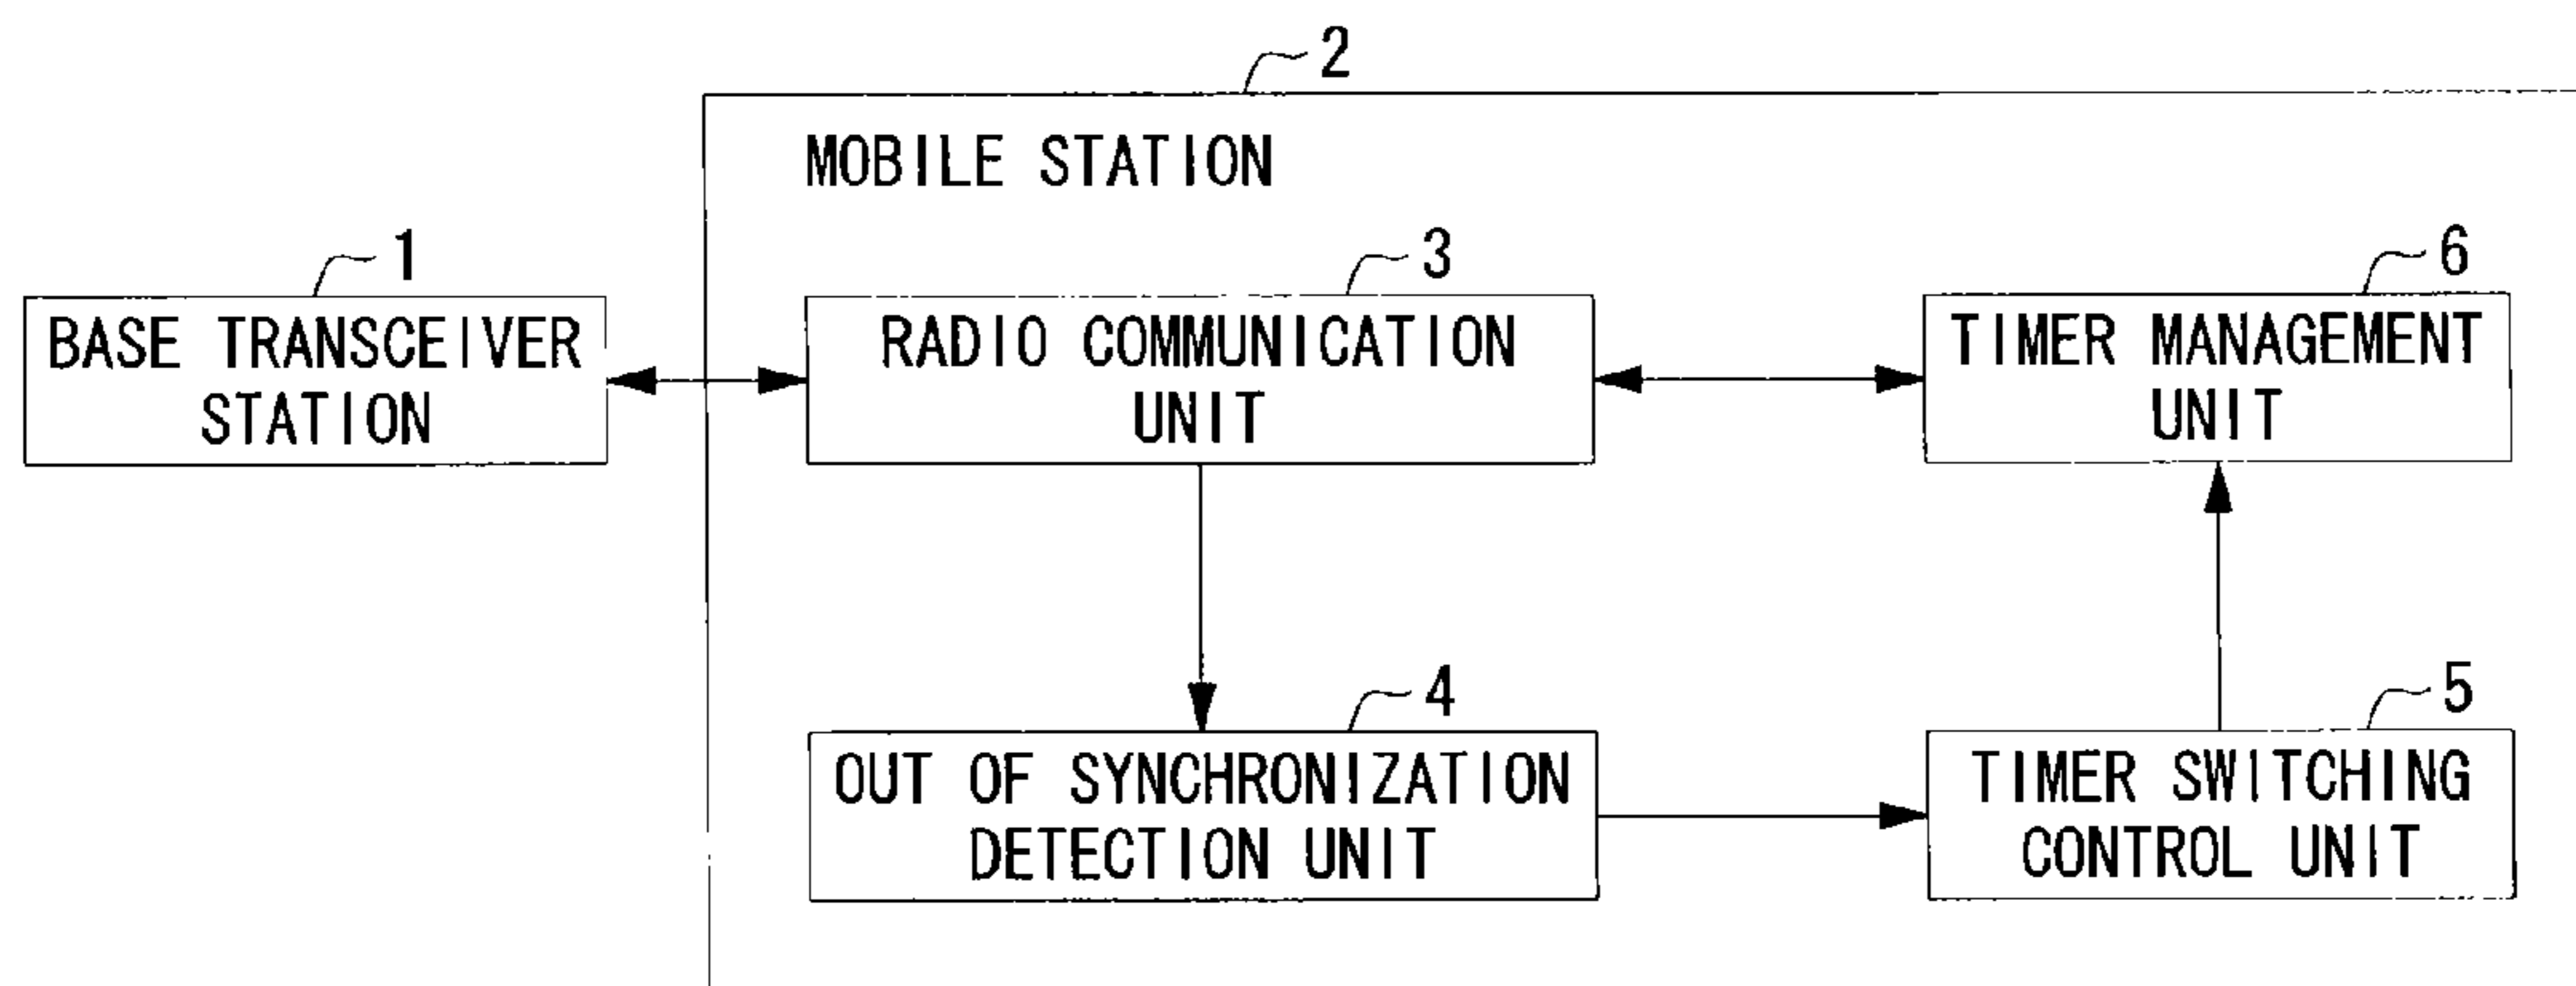 2
MOBILE STATION
1
BASE TRANSCEIVER
STATION
3
RADIO COMMUNICATION
UNIT
6
TIMER MANAGEMENT
UNIT
4
OUT OF SYNCHRONIZATION
DETECTION UNIT
5
TIMER SWITCHING
CONTROL UNIT